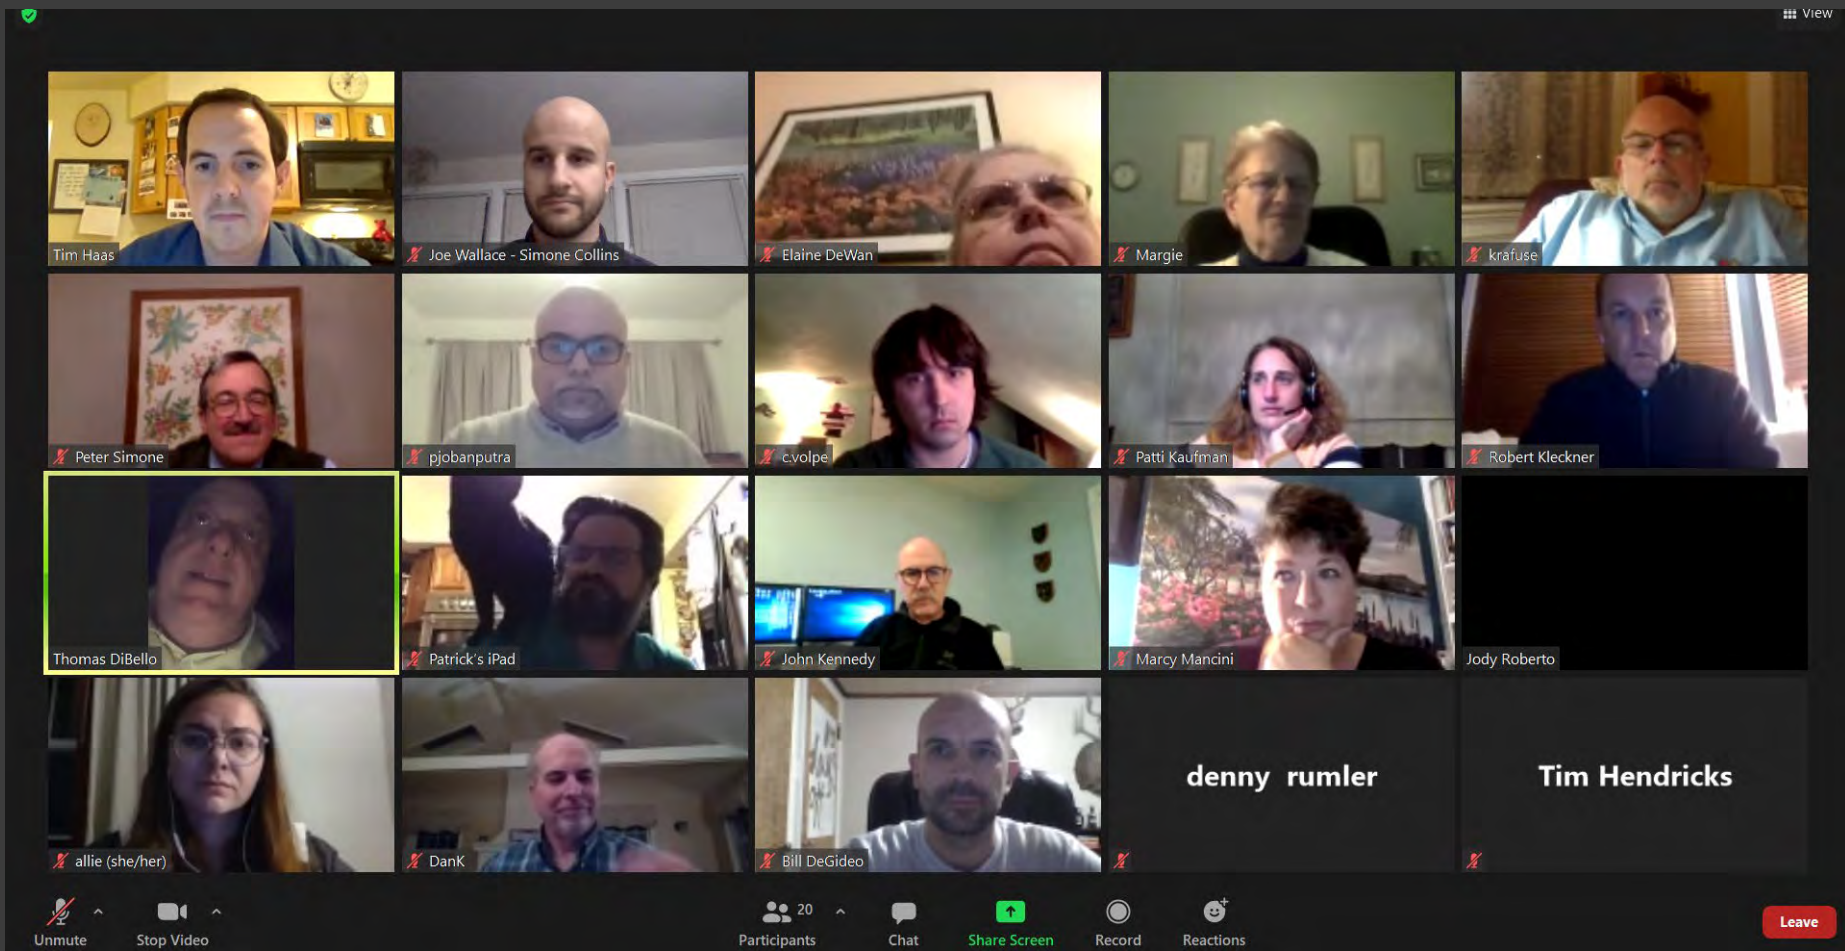 View
Tim Haas
Joe Wallace - Simone Collins
Elaine DeWan
Margie
krafuse
Peter Simone
pjobanputra
c.volpe
Patti Kaufman
Robert Kleckner
Thomas DiBello
Patrick's iPad
John Kennedy
Marcy Mancini
Jody Roberto
allie (she/her)
DanK
Bill DeGideo
denny rumler
Tim Hendricks
Unmute
Stop Video
20
Participants
Chat
Share Screen
Record
Reactions
Leave